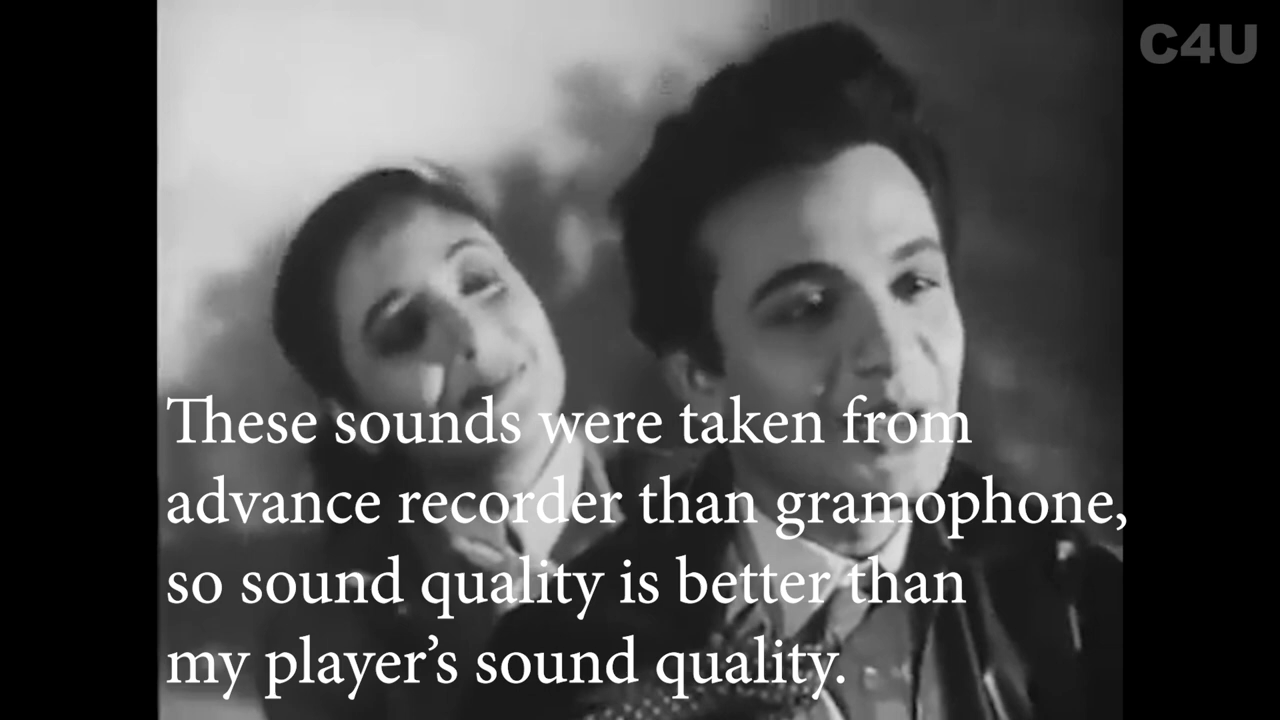 C4U
These sounds were taken from
advance recorder than gramophone,
so sound quality is better than
my player’s sound quality.